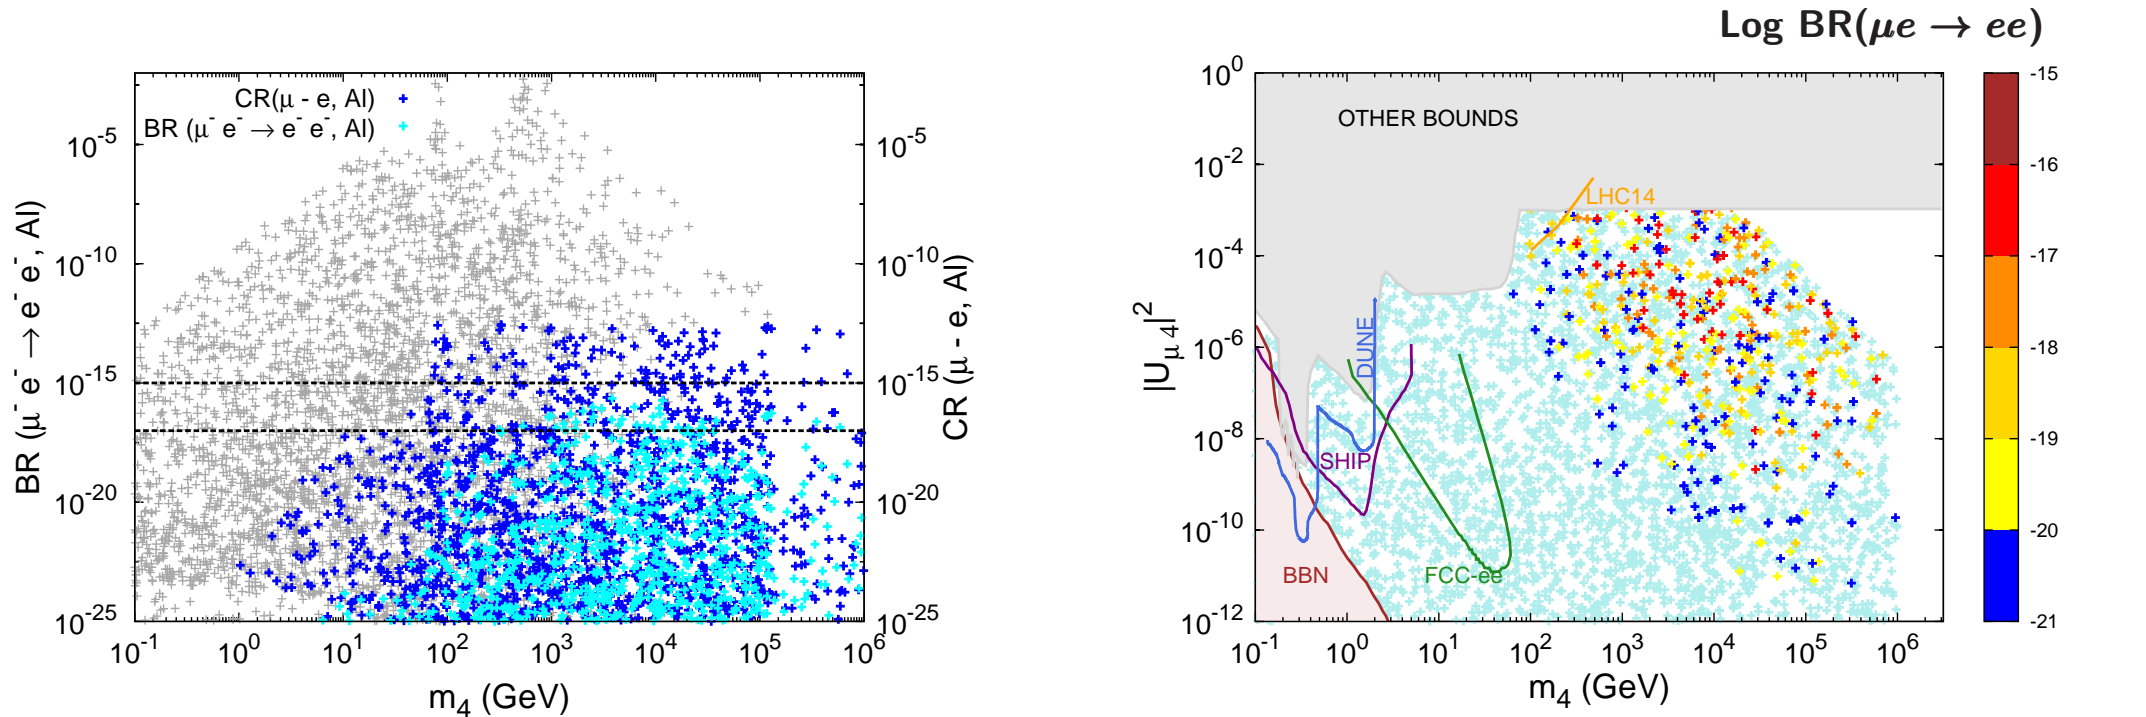 Log BR(μe → ee)
CR(μ - e, Al)
BR (μ⁻ e⁻ → e⁻ e⁻, Al)
10⁻⁵
10⁻¹⁰
10⁻¹⁵
10⁻²⁰
10⁻²⁵
BR (μ⁻ e⁻ → e⁻ e⁻, Al)
10⁻⁵
10⁻¹⁰
10⁻¹⁵
10⁻²⁰
10⁻²⁵
CR (μ - e, Al)
10⁻¹ 10⁰ 10¹ 10² 10³ 10⁴ 10⁵ 10⁶
m₄ (GeV)
10⁰
10⁻²
10⁻⁴
10⁻⁶
10⁻⁸
10⁻¹⁰
10⁻¹²
|U_μ4|²
OTHER BOUNDS
LHC14
DUNE
SHIP
BBN
FCC-ee
10⁻¹ 10⁰ 10¹ 10² 10³ 10⁴ 10⁵ 10⁶
m₄ (GeV)
-15
-16
-17
-18
-19
-20
-21